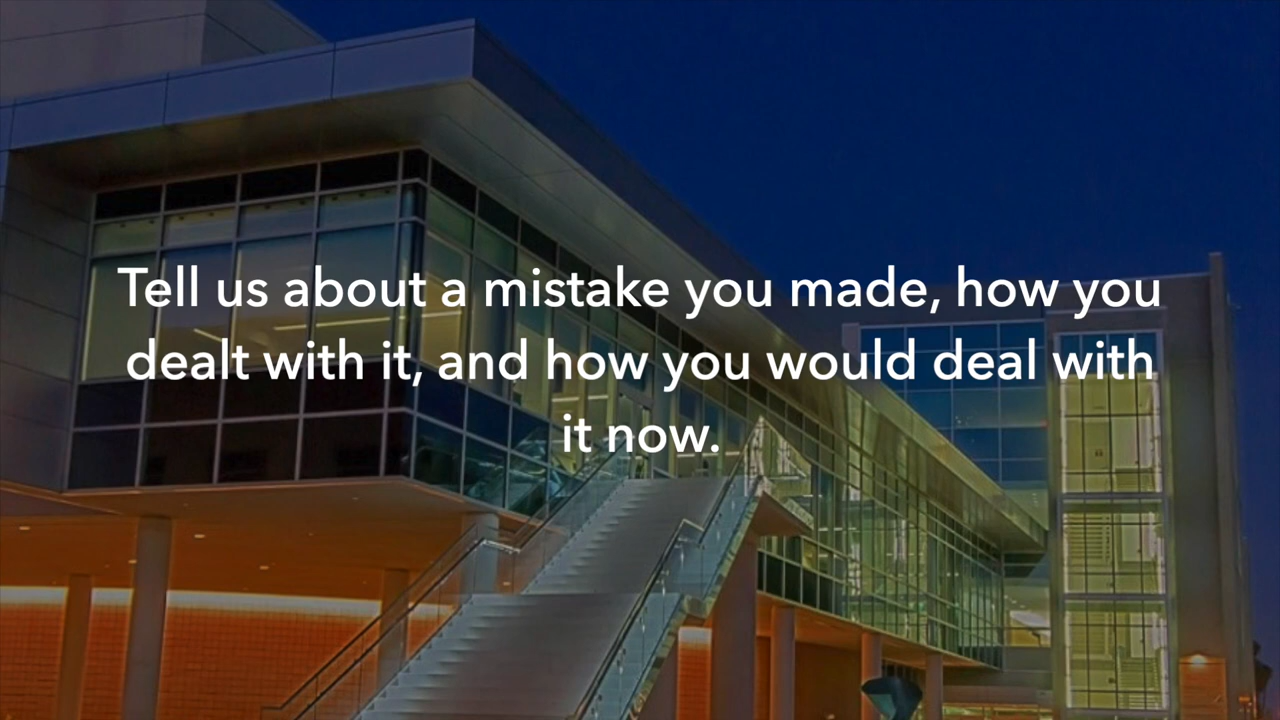 Tell us about a mistake you made, how you
dealt with it, and how you would deal with
it now.